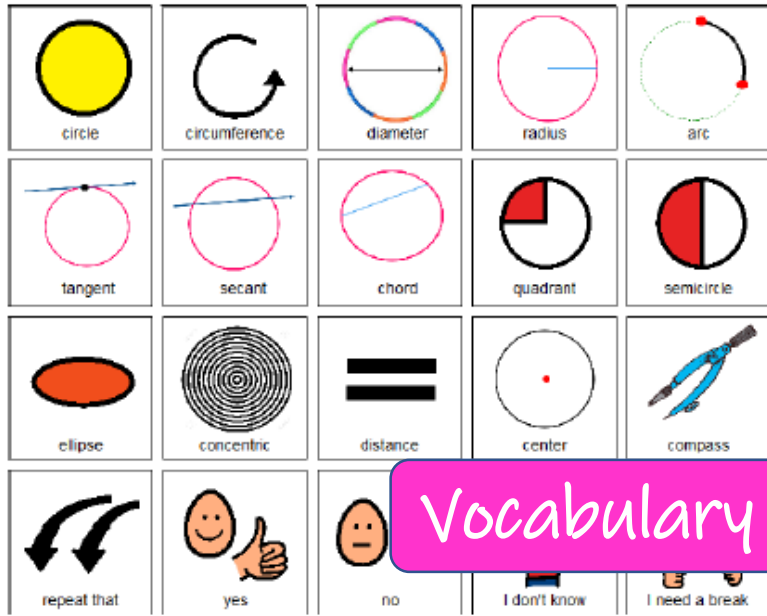 circle
circumference
diameter
radius
arc
tangent
secant
chord
quadrant
semicircle
ellipse
concentric
distance
center
compass
Vocabulary
repeat that
yes
no
I don't know
I need a break